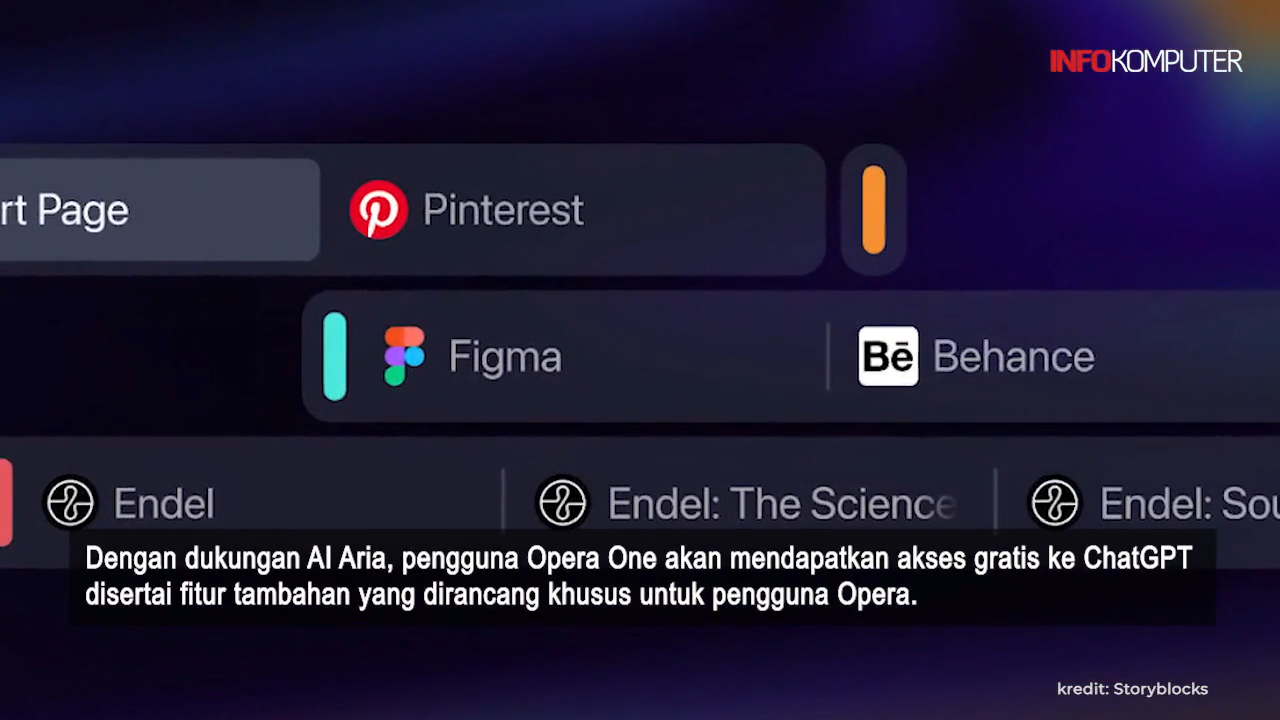 INFOKOMPUTER
rt Page
Pinterest
Figma
Bē Behance
Endel
Endel: The Science
Endel: Sou
Dengan dukungan AI Aria, pengguna Opera One akan mendapatkan akses gratis ke ChatGPT
disertai fitur tambahan yang dirancang khusus untuk pengguna Opera.
kredit: Storyblocks